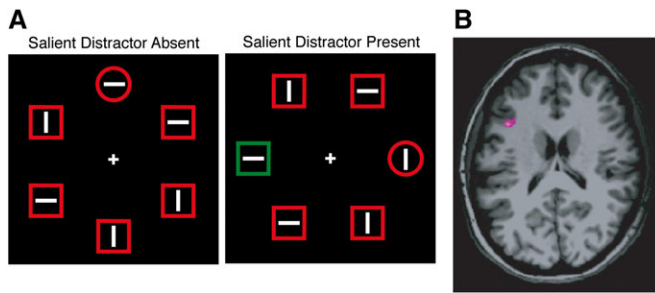 A
B
Salient Distractor Absent
Salient Distractor Present